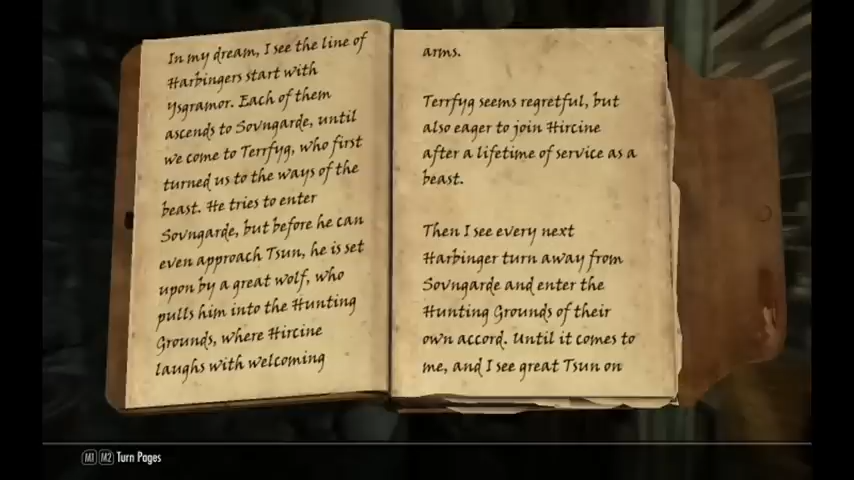 In my dream, I see the line of
Harbingers start with
Ysgramor. Each of them
ascends to Sovngarde, until
we come to Terrfyg, who first
turned us to the ways of the
beast. He tries to enter
Sovngarde, but before he can
even approach Tsun, he is set
upon by a great wolf, who
pulls him into the Hunting
Grounds, where Hircine
laughs with welcoming
arms.
Terrfyg seems regretful, but
also eager to join Hircine
after a lifetime of service as a
beast.
Then I see every next
Harbinger turn away from
Sovngarde and enter the
Hunting Grounds of their
own accord. Until it comes to
me, and I see great Tsun on
M1 M2 Turn Pages